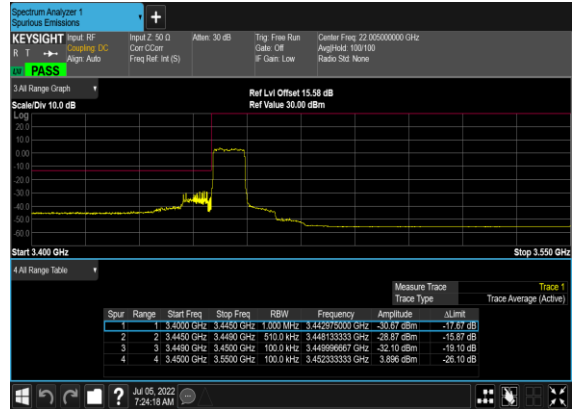 Spectrum Analyzer 1
Spurious Emissions
KEYSIGHT Input: RF Input Z: 50 Ω Atten: 30 dB Trig: Free Run Center Freq: 22.005000000 GHz
R T Coupling: DC Corr CCorr Gate: Off Avg|Hold: 100/100
Align: Auto Freq Ref: Int (S) IF Gain: Low Radio Std: None
PASS
3 All Range Graph
Ref Lvl Offset 15.58 dB
Scale/Div 10.0 dB Ref Value 30.00 dBm
Log
20.0
10.0
0.00
-10.0
-20.0
-30.0
-40.0
-50.0
-60.0
Start 3.400 GHz Stop 3.550 GHz
4 All Range Table
Measure Trace Trace 1
Trace Type Trace Average (Active)
Spur Range Start Freq Stop Freq RBW Frequency Amplitude ΔLimit
1 1 3.4000 GHz 3.4450 GHz 1.000 MHz 3.442975000 GHz -30.67 dBm -17.67 dB
2 2 3.4450 GHz 3.4490 GHz 510.0 kHz 3.448133333 GHz -28.87 dBm -15.87 dB
3 3 3.4490 GHz 3.4500 GHz 100.0 kHz 3.449996667 GHz -32.10 dBm -19.10 dB
4 4 3.4500 GHz 3.5500 GHz 100.0 kHz 3.452333333 GHz 3.896 dBm -26.10 dB
? Jul 05, 2022
7:24:18 AM